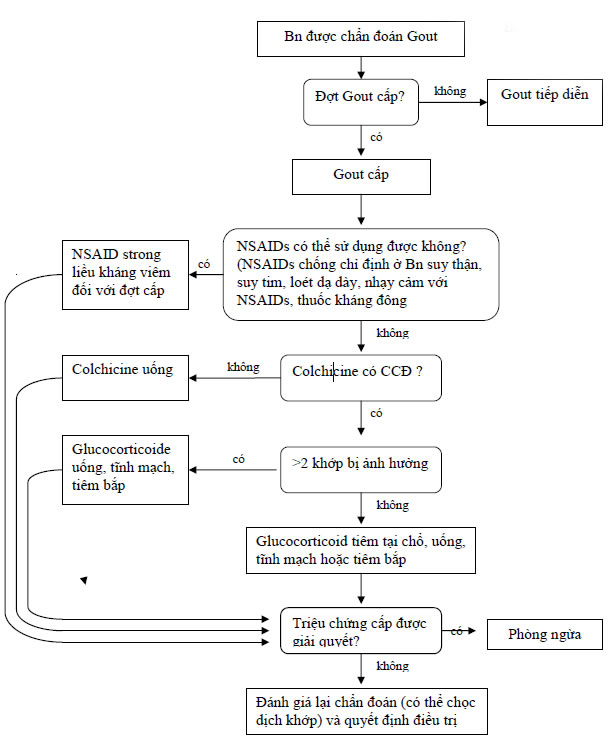 Bn được chẩn đoán Gout
Đợt Gout cấp?
không
Gout tiếp diễn
có
Gout cấp
NSAIDs có thể sử dụng được không?
(NSAIDs chống chỉ định ở Bn suy thận,
suy tim, loét dạ dày, nhạy cảm với
NSAIDs, thuốc kháng đông
có
NSAID strong
liều kháng viêm
đối với đợt cấp
không
Colchicine có CCĐ ?
không
Colchicine uống
có
>2 khớp bị ảnh hưởng
có
Glucocorticoide
uống, tĩnh mạch,
tiêm bắp
không
Glucocorticoid tiêm tại chổ, uống,
tĩnh mạch hoặc tiêm bắp
Triệu chứng cấp được
giải quyết?
có
Phòng ngừa
không
Đánh giá lại chẩn đoán (có thể chọc
dịch khớp) và quyết định điều trị